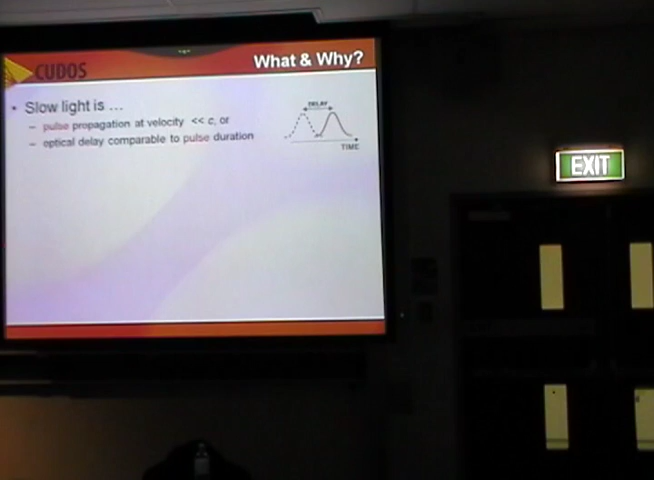 CUDOS
What & Why?
• Slow light is ...
– pulse propagation at velocity << c, or
– optical delay comparable to pulse duration
DELAY
TIME
EXIT